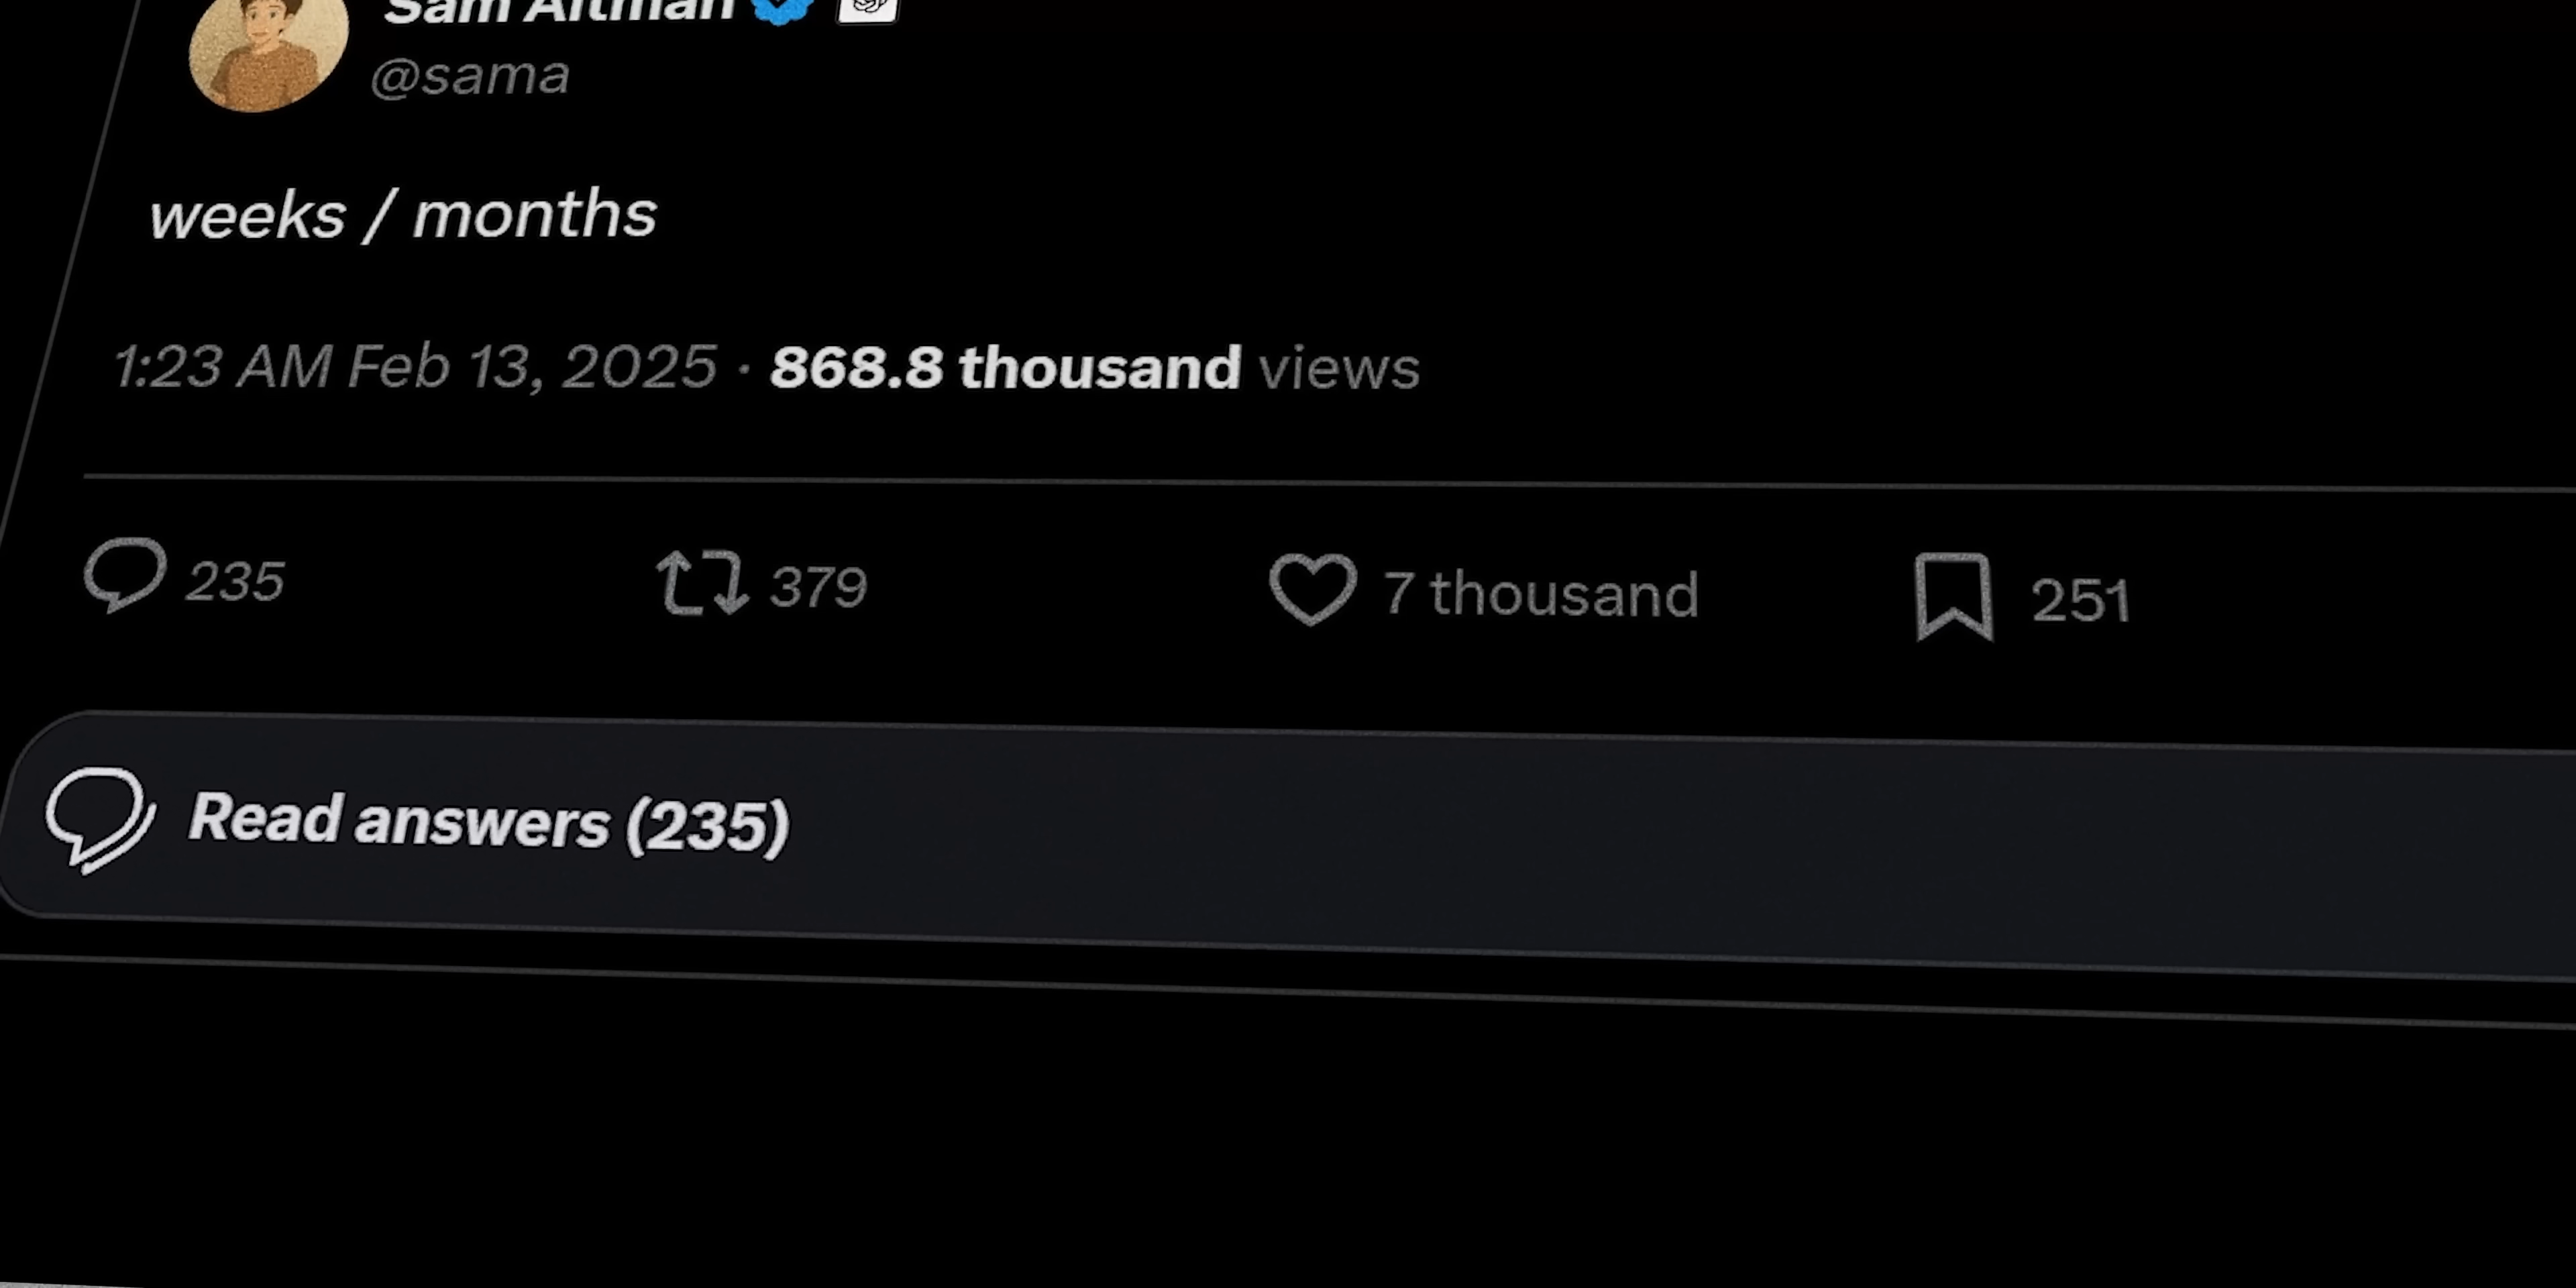 Sam Altman
@sama
weeks / months
1:23 AM Feb 13, 2025 · 868.8 thousand views
235 379 7 thousand 251
Read answers (235)